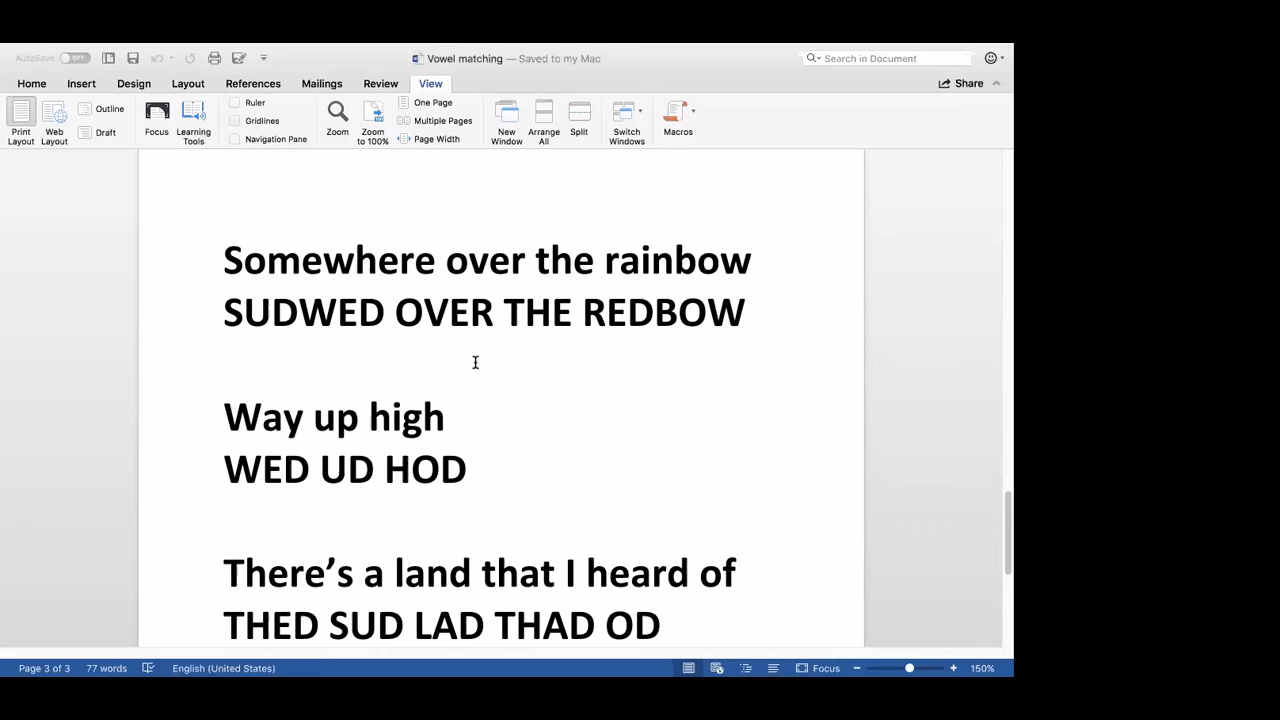 AutoSave OFF
Vowel matching — Saved to my Mac
Search in Document
Home Insert Design Layout References Mailings Review View
Share
Print Layout
Web Layout
Outline
Draft
Focus
Learning Tools
Ruler
Gridlines
Navigation Pane
Zoom
Zoom to 100%
One Page
Multiple Pages
Page Width
New Window
Arrange All
Split
Switch Windows
Macros
Somewhere over the rainbow
SUDWED OVER THE REDBOW
Way up high
WED UD HOD
There’s a land that I heard of
THED SUD LAD THAD OD
Page 3 of 3 77 words English (United States) Focus 150%